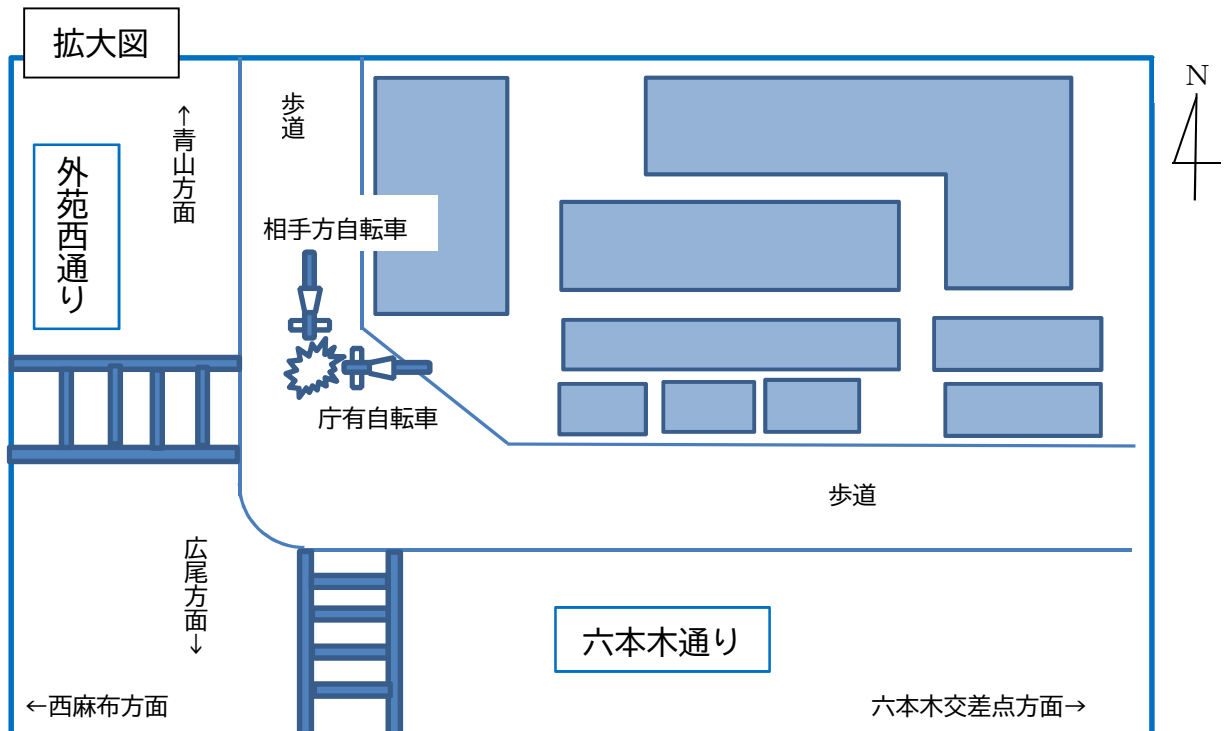 拡大図
N
歩道
↑青山方面
外苑西通り
相手方自転車
庁有自転車
歩道
広尾方面↓
六本木通り
←西麻布方面
六本木交差点方面→